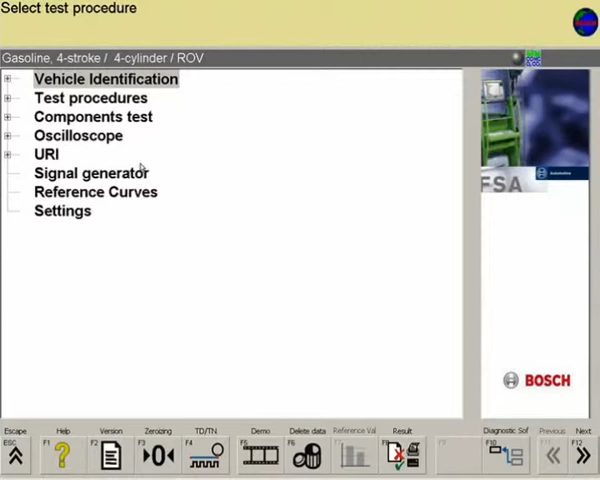 Select test procedure
Gasoline, 4-stroke / 4-cylinder / ROV
Vehicle Identification
Test procedures
Components test
Oscilloscope
URI
Signal generator
Reference Curves
Settings
FSA
Automotive
BOSCH
Escape Help Version Zeroizing TD/TN Demo Delete data Reference Val Result Diagnostic Sof Previous Next
ESC F1 F2 F3 F4 F5 F6 F7 F8 F9 F10 F11 F12